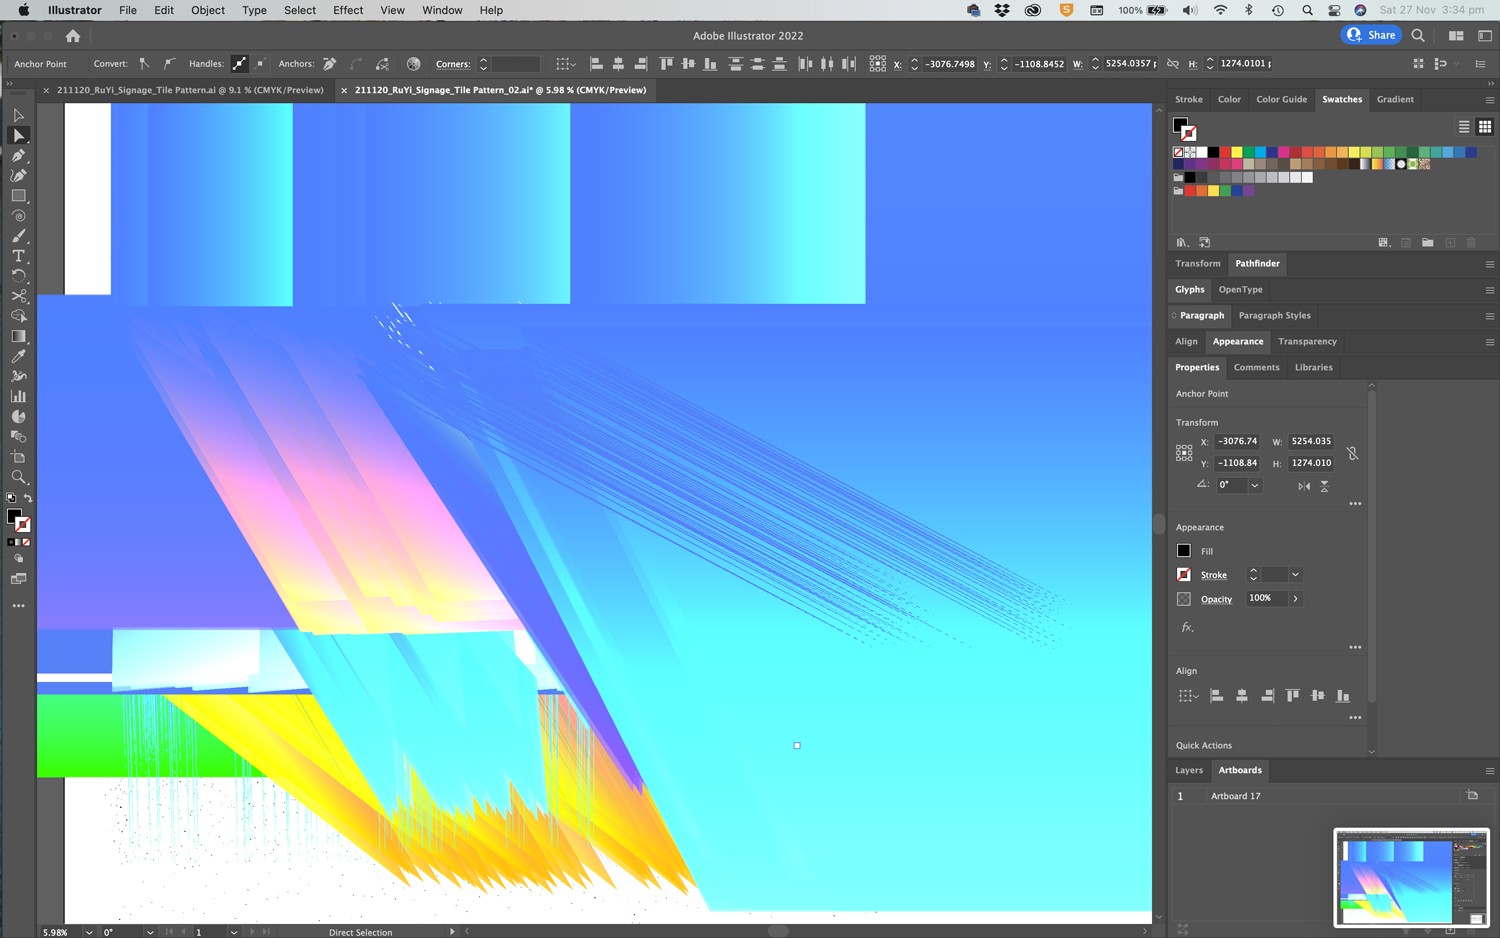 Illustrator File Edit Object Type Select Effect View Window Help 100% Sat 27 Nov 3:34 pm
Adobe Illustrator 2022 Share
Anchor Point Convert: Handles: Anchors: Corners: X: -3076.7498 Y: -1108.8452 W: 5254.0357 H: 1274.0101
× 211120_RuYi_Signage_Tile Pattern.ai @ 9.1 % (CMYK/Preview) × 211120_RuYi_Signage_Tile Pattern_02.ai* @ 5.98 % (CMYK/Preview)
Stroke Color Color Guide Swatches Gradient
Transform Pathfinder
Glyphs OpenType
Paragraph Paragraph Styles
Align Appearance Transparency
Properties Comments Libraries
Anchor Point
Transform
X: -3076.74 W: 5254.035
Y: -1108.84 H: 1274.010
0°
Appearance
Fill
Stroke
Opacity 100%
fx.
Align
Quick Actions
Layers Artboards
1 Artboard 17
5.98% 0° 1 Direct Selection